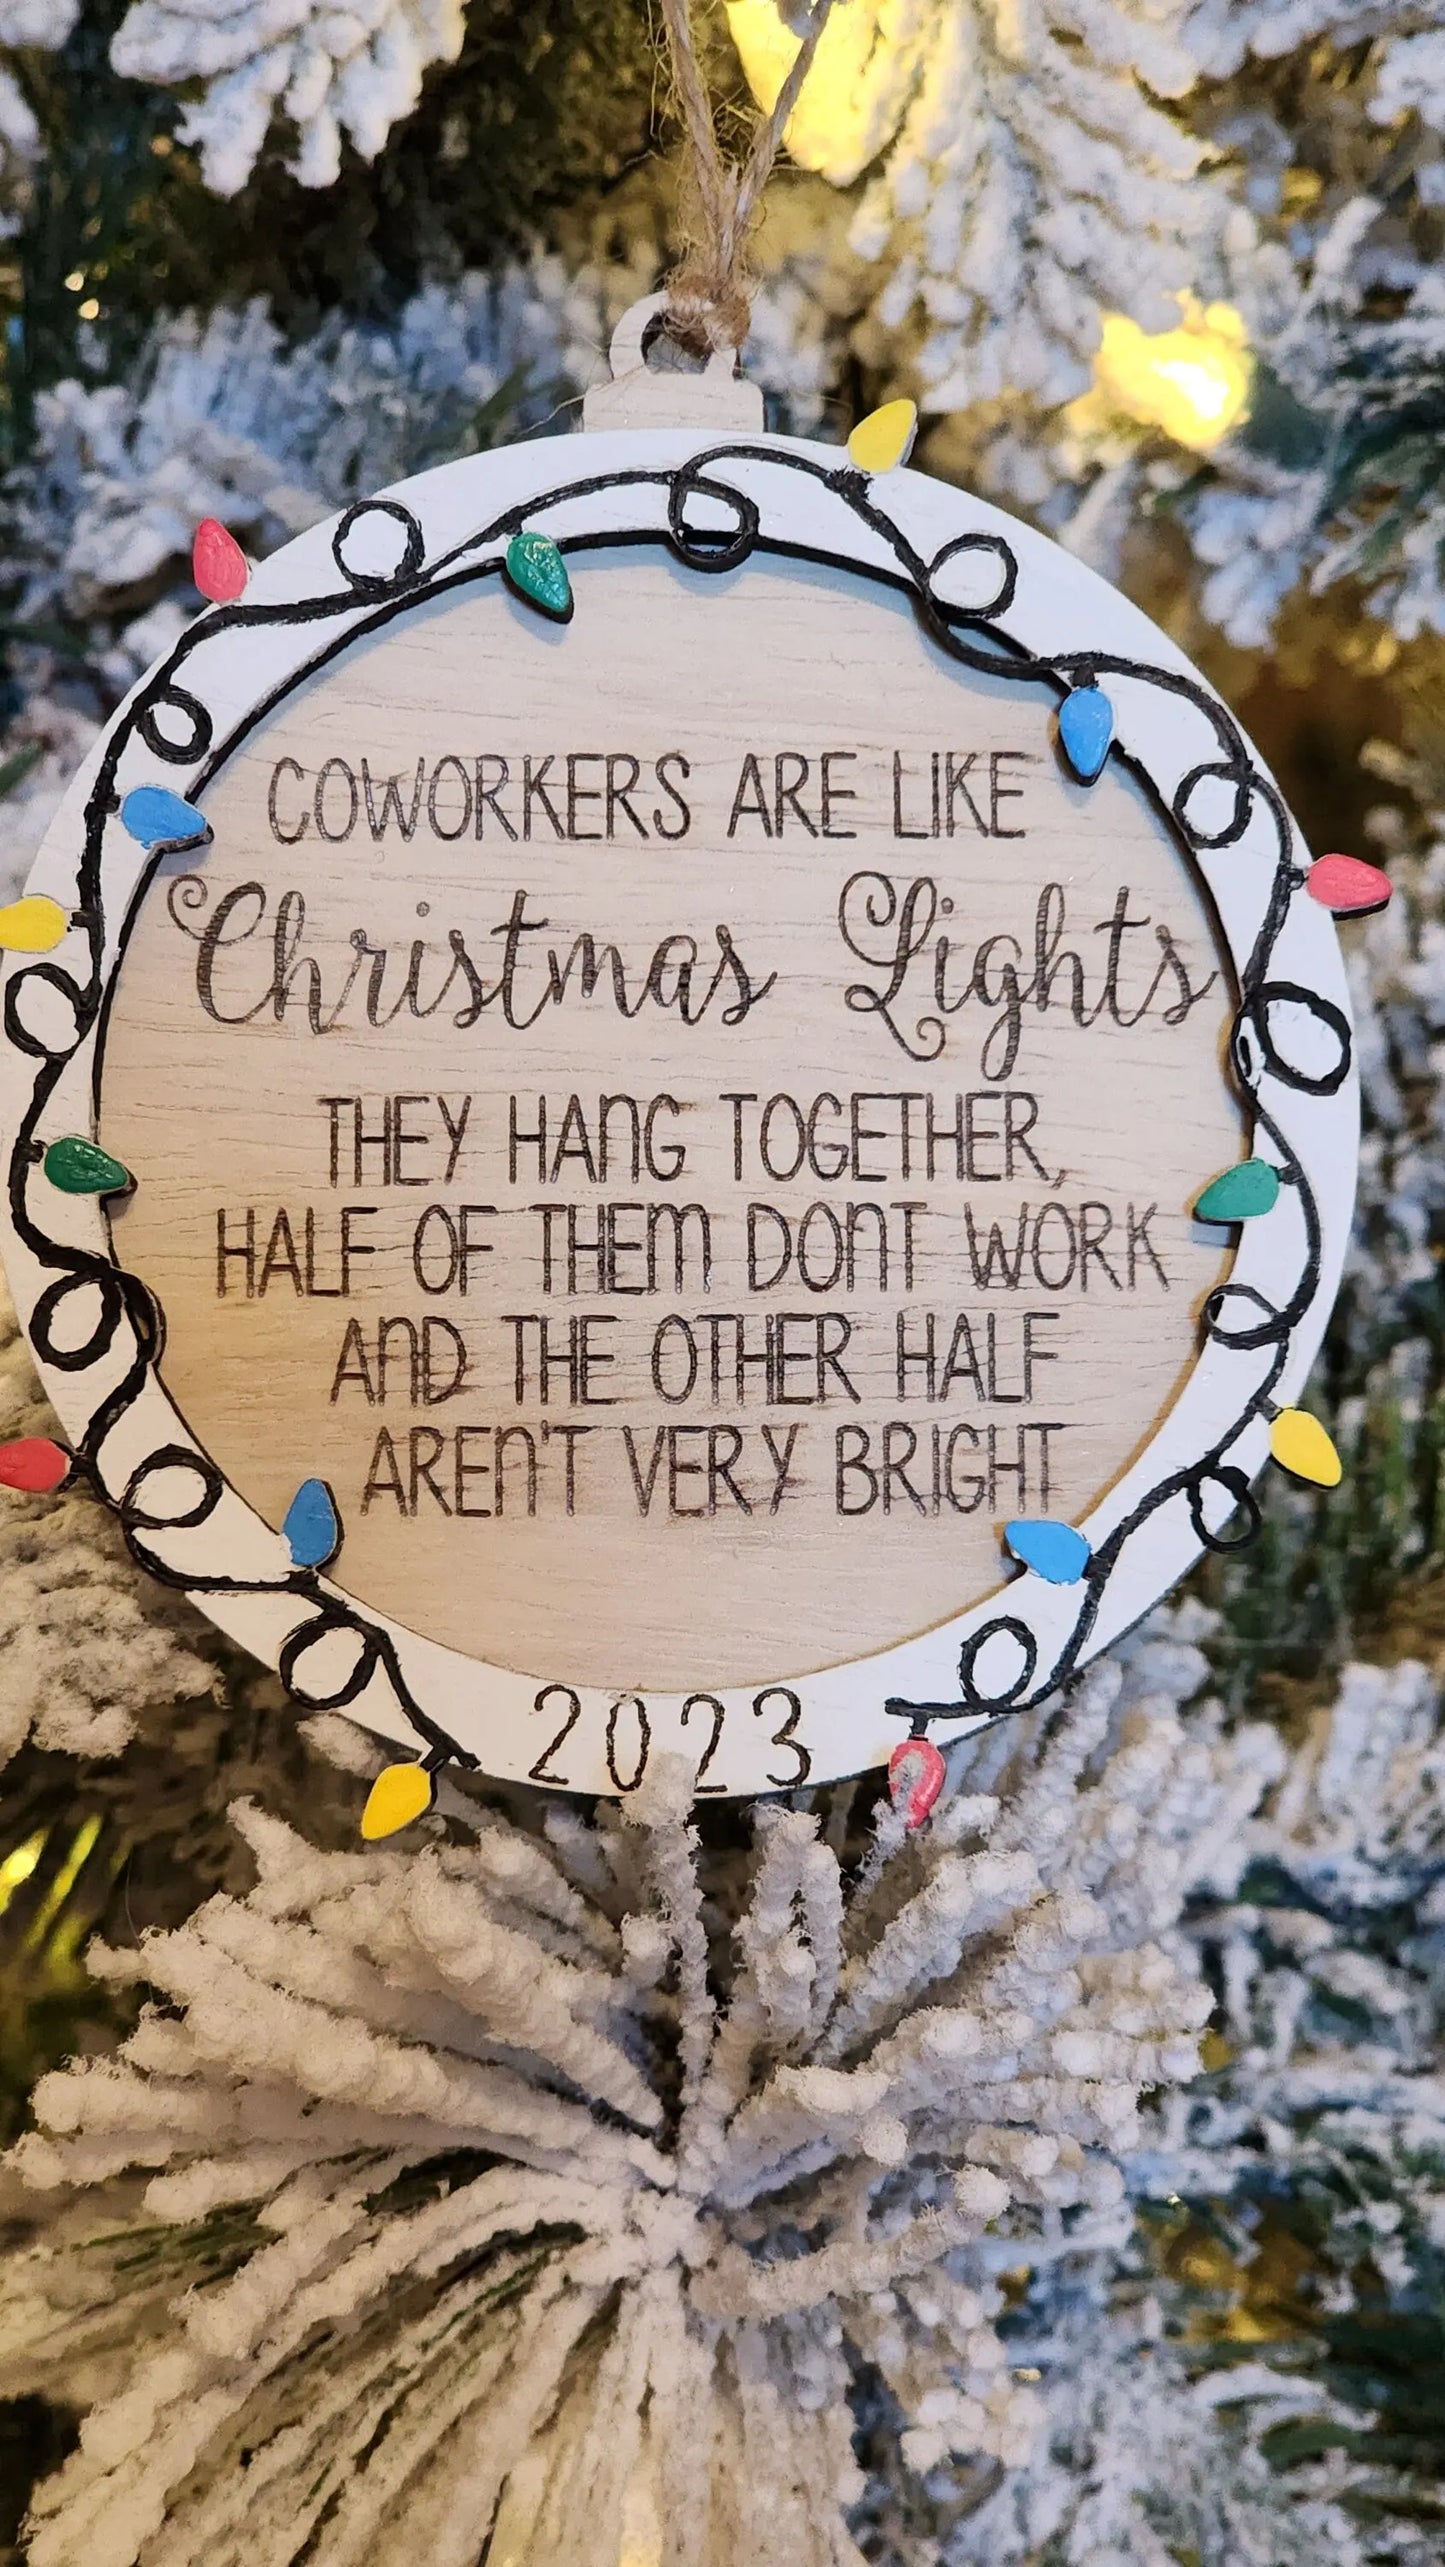 COWORKERS ARE LIKE
Christmas Lights
THEY HANG TOGETHER,
HALF OF THEM DONT WORK
AND THE OTHER HALF
AREN'T VERY BRIGHT
2023